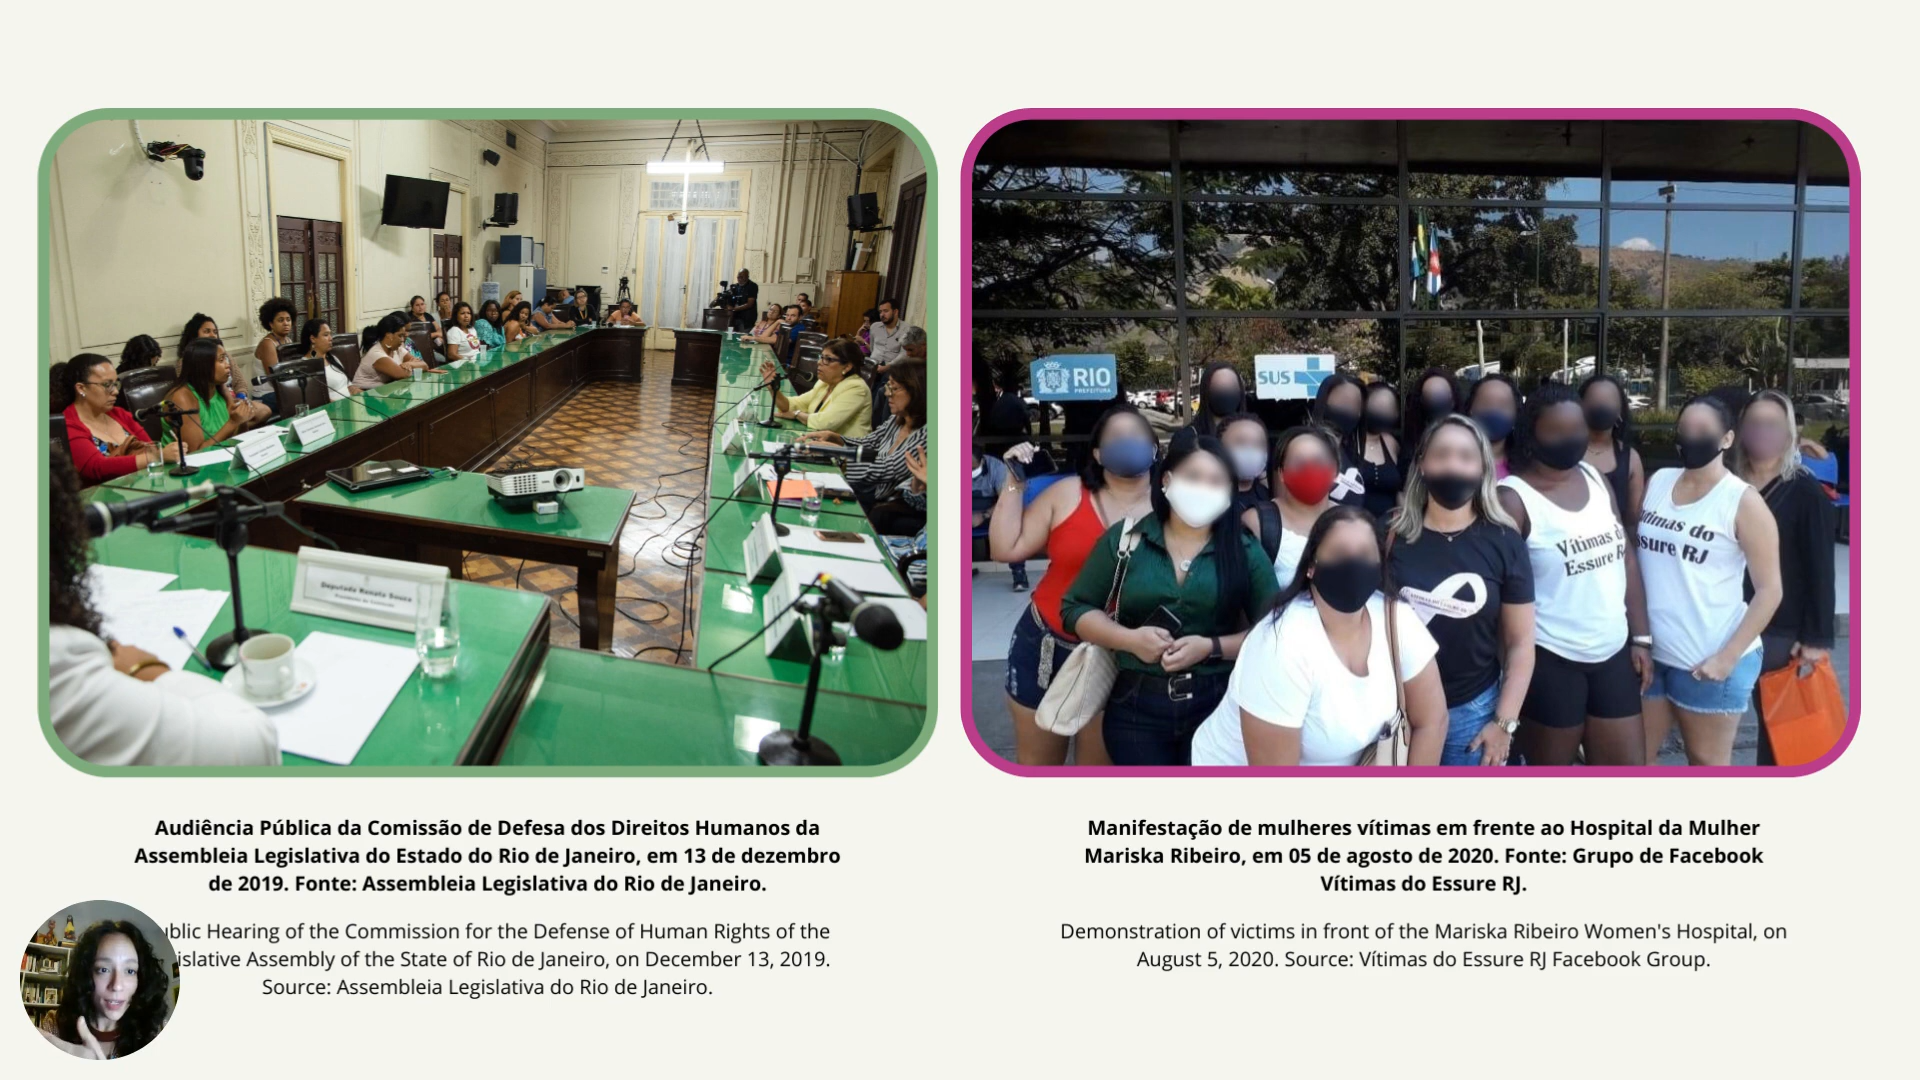 RIO
PREFEITURA
SUS
Deputada Renata Souza
Vítimas d
Essure R
timas do
ssure RJ
Audiência Pública da Comissão de Defesa dos Direitos Humanos da
Assembleia Legislativa do Estado do Rio de Janeiro, em 13 de dezembro
de 2019. Fonte: Assembleia Legislativa do Rio de Janeiro.
ublic Hearing of the Commission for the Defense of Human Rights of the
islative Assembly of the State of Rio de Janeiro, on December 13, 2019.
Source: Assembleia Legislativa do Rio de Janeiro.
Manifestação de mulheres vítimas em frente ao Hospital da Mulher
Mariska Ribeiro, em 05 de agosto de 2020. Fonte: Grupo de Facebook
Vítimas do Essure RJ.
Demonstration of victims in front of the Mariska Ribeiro Women's Hospital, on
August 5, 2020. Source: Vítimas do Essure RJ Facebook Group.